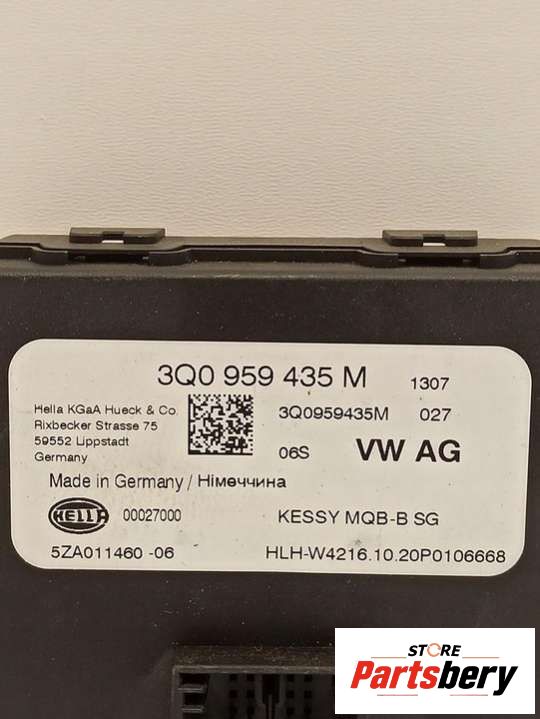 3Q0 959 435 M 1307
Hella KGaA Hueck & Co.
Rixbecker Strasse 75
59552 Lippstadt
Germany
3Q0959435M 027
06S VW AG
Made in Germany / Німеччина
HELLA 00027000 KESSY MQB-B SG
5ZA011460 -06 HLH-W4216.10.20P0106668
STORE
Partsbery